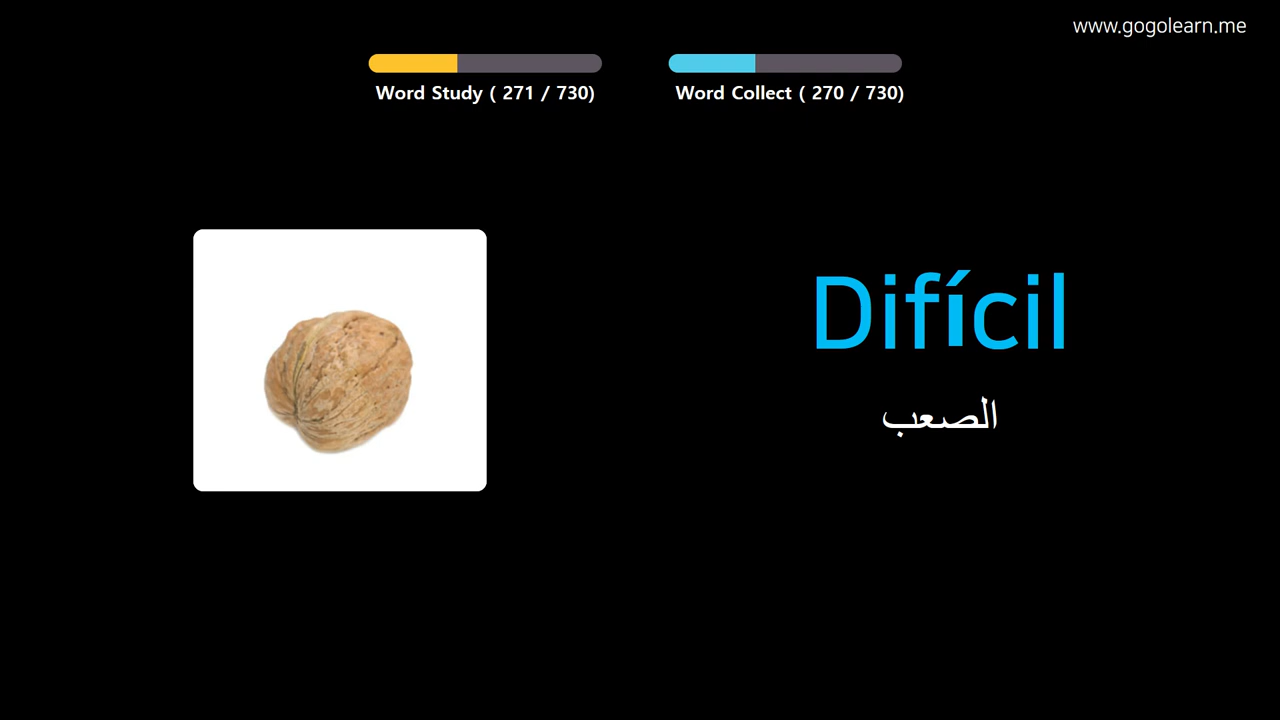 www.gogolearn.me
Word Study ( 271 / 730)
Word Collect ( 270 / 730)
Difícil
الصعب